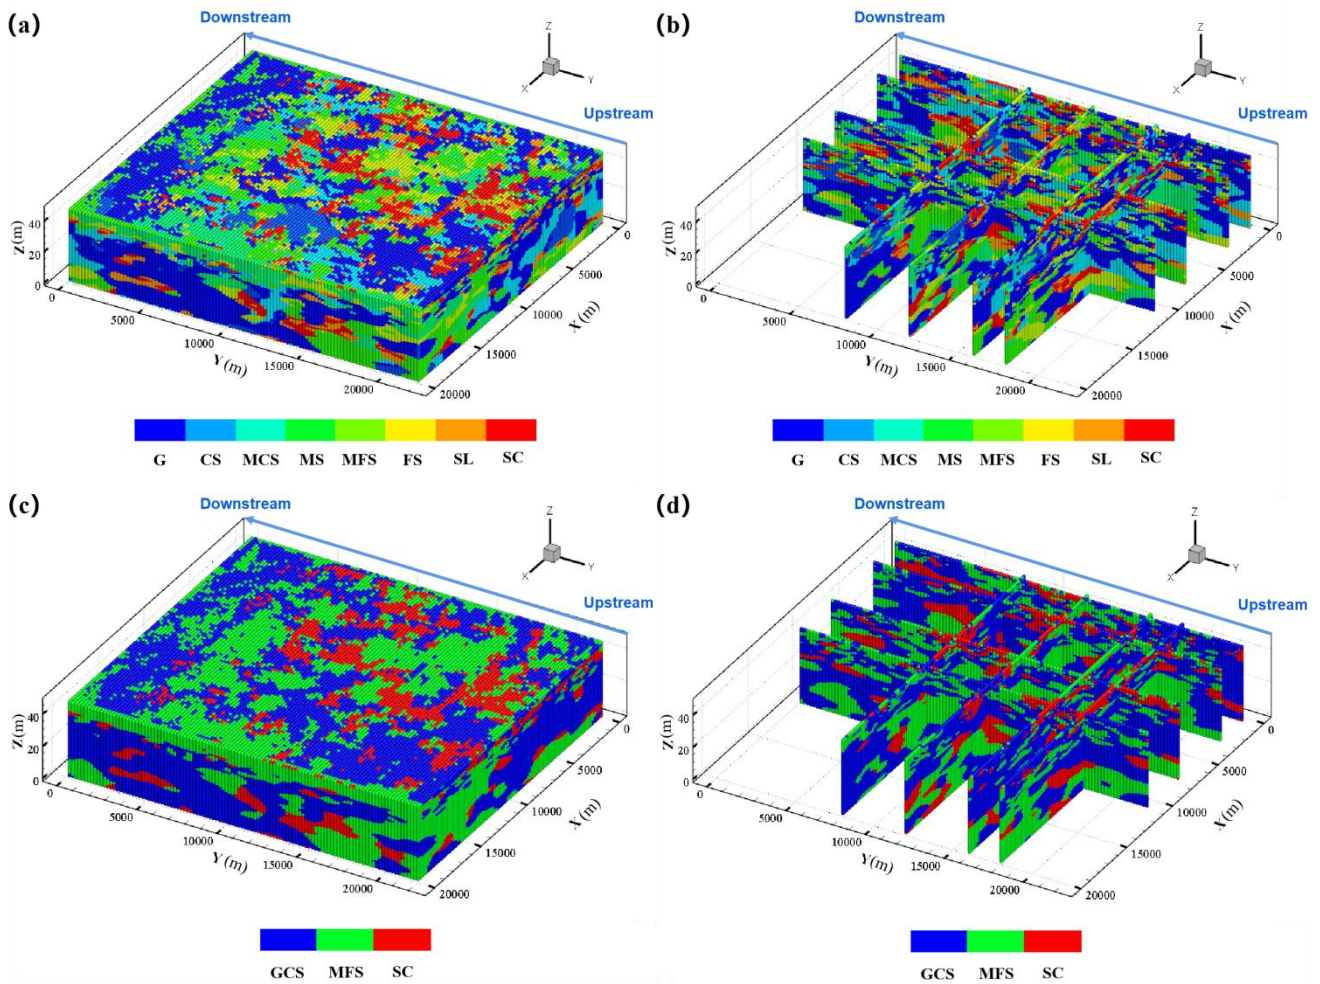 (a)
Downstream
Upstream
Z
X
Y
Z(m)
40
20
0
0
5000
10000
15000
20000
Y(m)
0
5000
10000
15000
20000
X(m)
G CS MCS MS MFS FS SL SC
(b)
Downstream
Upstream
Z
X
Y
Z(m)
40
20
0
0
5000
10000
15000
20000
Y(m)
0
5000
10000
15000
20000
X(m)
G CS MCS MS MFS FS SL SC
(c)
Downstream
Upstream
Z
X
Y
Z(m)
40
20
0
0
5000
10000
15000
20000
Y(m)
0
5000
10000
15000
20000
X(m)
GCS MFS SC
(d)
Downstream
Upstream
Z
X
Y
Z(m)
40
20
0
0
5000
10000
15000
20000
Y(m)
0
5000
10000
15000
20000
X(m)
GCS MFS SC